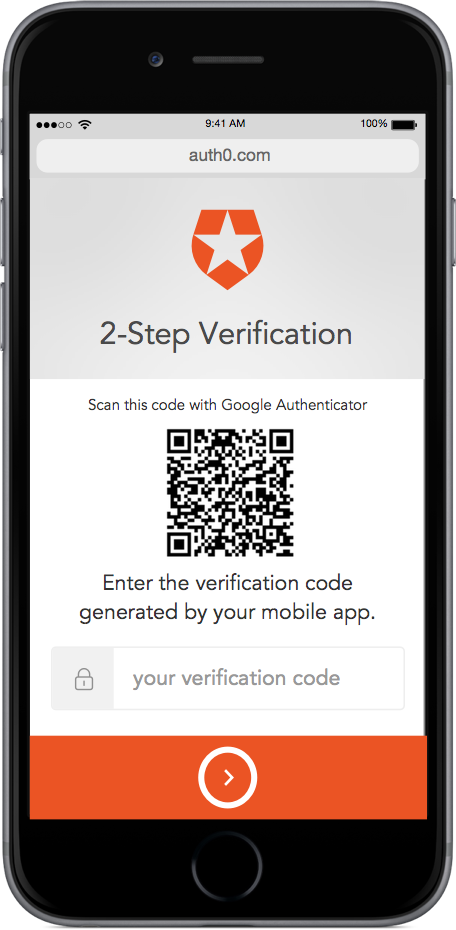 9:41 AM 100%
auth0.com
2-Step Verification
Scan this code with Google Authenticator
Enter the verification code
generated by your mobile app.
your verification code